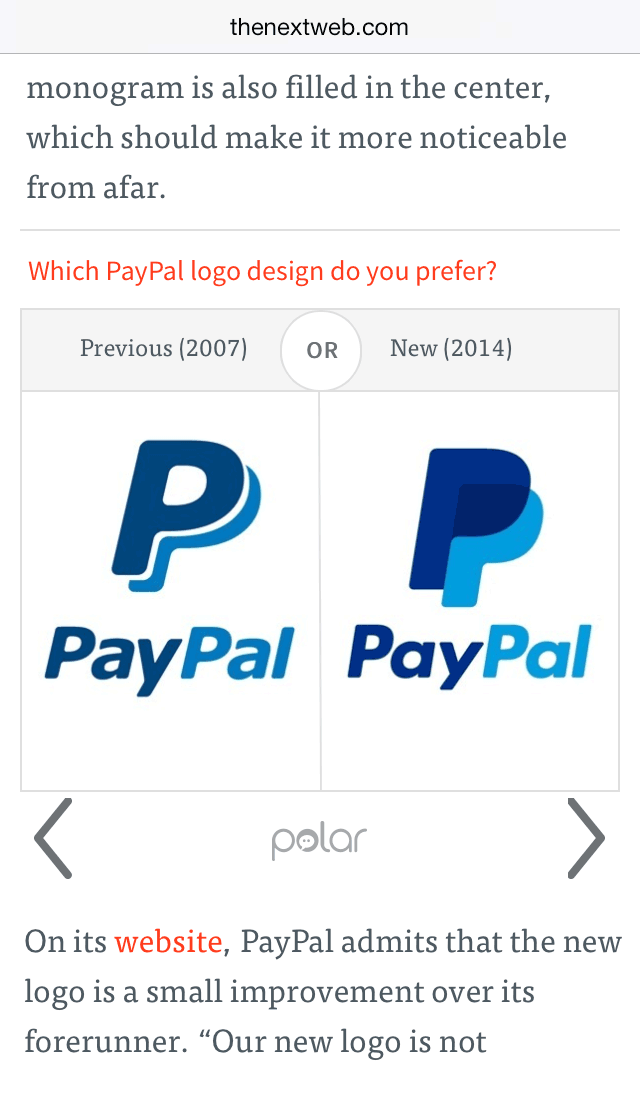 thenextweb.com
monogram is also filled in the center,
which should make it more noticeable
from afar.
Which PayPal logo design do you prefer?
Previous (2007) OR New (2014)
PayPal PayPal
polar
On its website, PayPal admits that the new
logo is a small improvement over its
forerunner. “Our new logo is not